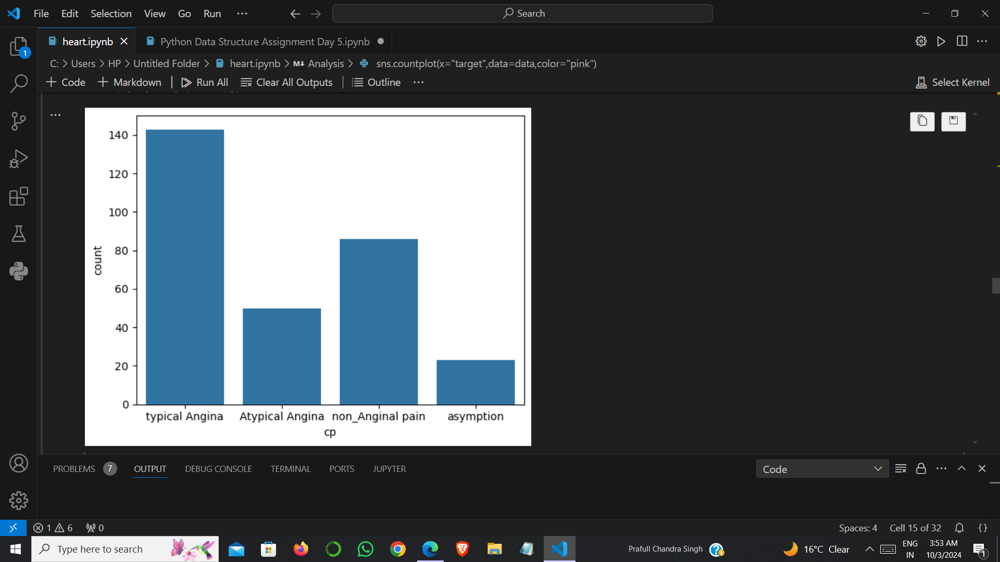 File Edit Selection View Go Run ··· Search
heart.ipynb Python Data Structure Assignment Day 5.ipynb
1
C: > Users > HP > Untitled Folder > heart.ipynb > M↓ Analysis > sns.countplot(x="target",data=data,color="pink")
+ Code + Markdown | Run All Clear All Outputs | Outline ··· Select Kernel
140
120
100
80
60
40
20
0
count
typical Angina Atypical Angina non_Anginal pain asymption
cp
PROBLEMS 7 OUTPUT DEBUG CONSOLE TERMINAL PORTS JUPYTER Code
1 6 0 Spaces: 4 Cell 15 of 32 {}
Type here to search Prafull Chandra Singh 16°C Clear ENG 3:53 AM
IN 10/3/2024 1